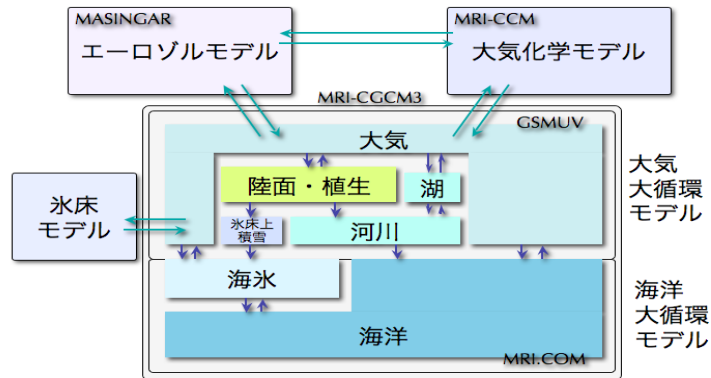 MASINGAR
エーロゾルモデル
MRI-CCM
大気化学モデル
MRI-CGCM3
GSMUV
大気
大気
大循環
モデル
陸面・植生
湖
氷床
モデル
氷床上
積雪
河川
海氷
海洋
海洋
大循環
モデル
MRI.COM